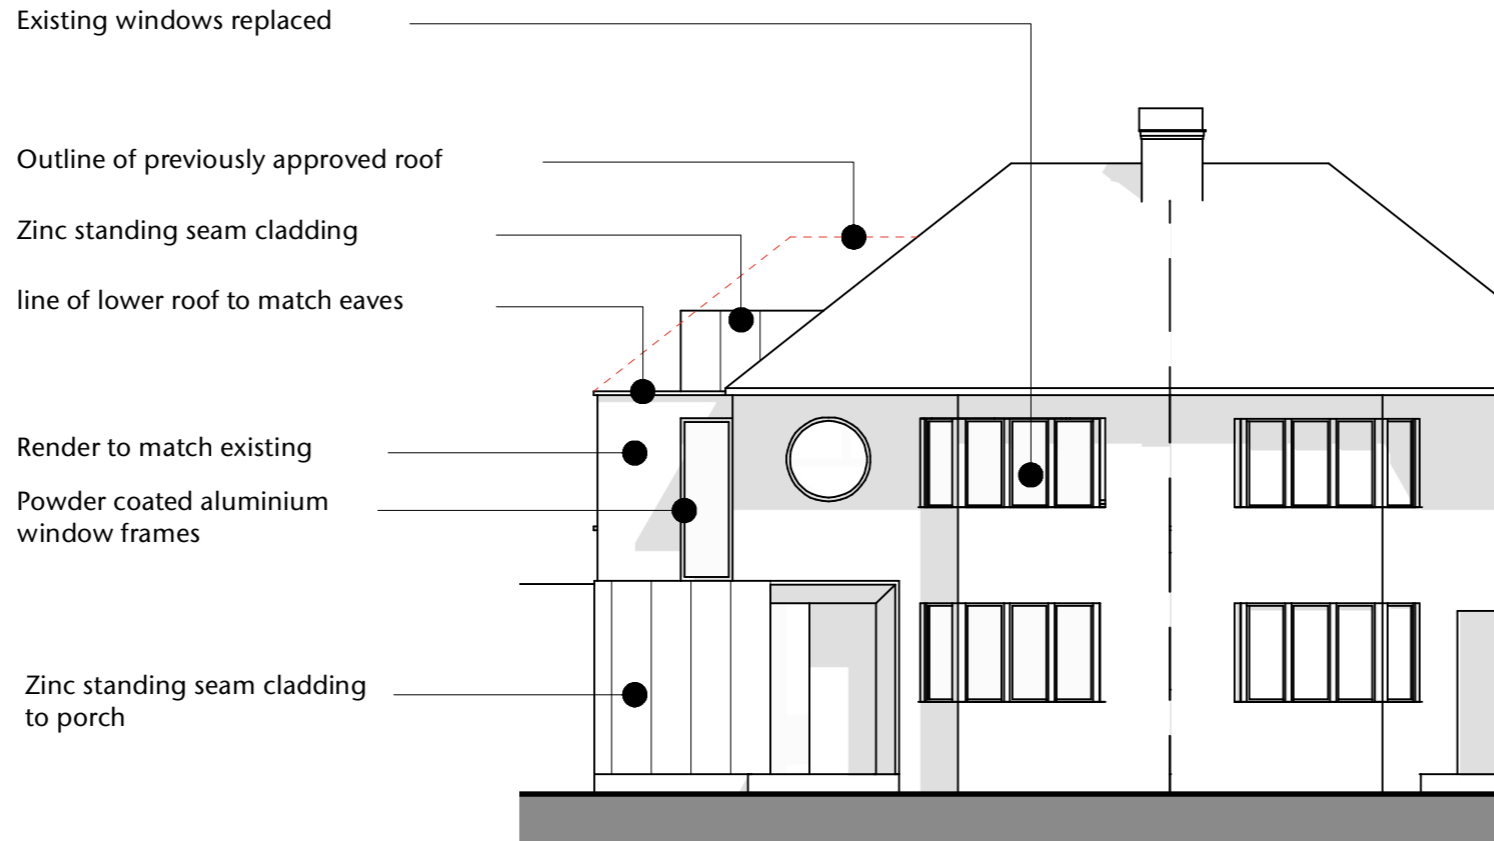 Existing windows replaced
Outline of previously approved roof
Zinc standing seam cladding
line of lower roof to match eaves
Render to match existing
Powder coated aluminium
window frames
Zinc standing seam cladding
to porch